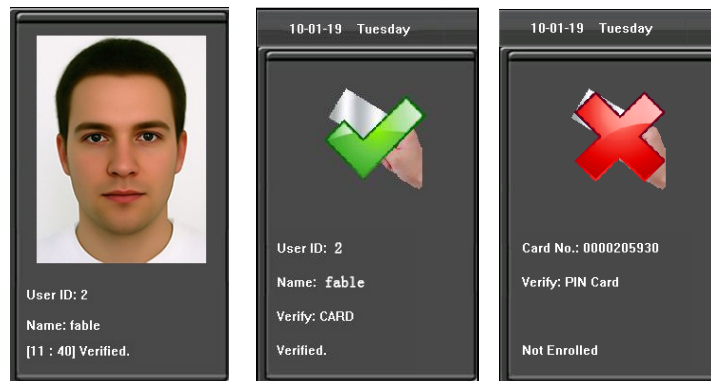 User ID: 2
Name: fable
[11 : 40] Verified.
10-01-19 Tuesday
User ID: 2
Name: fable
Verify: CARD
Verified.
10-01-19 Tuesday
Card No.: 0000205930
Verify: PIN Card
Not Enrolled